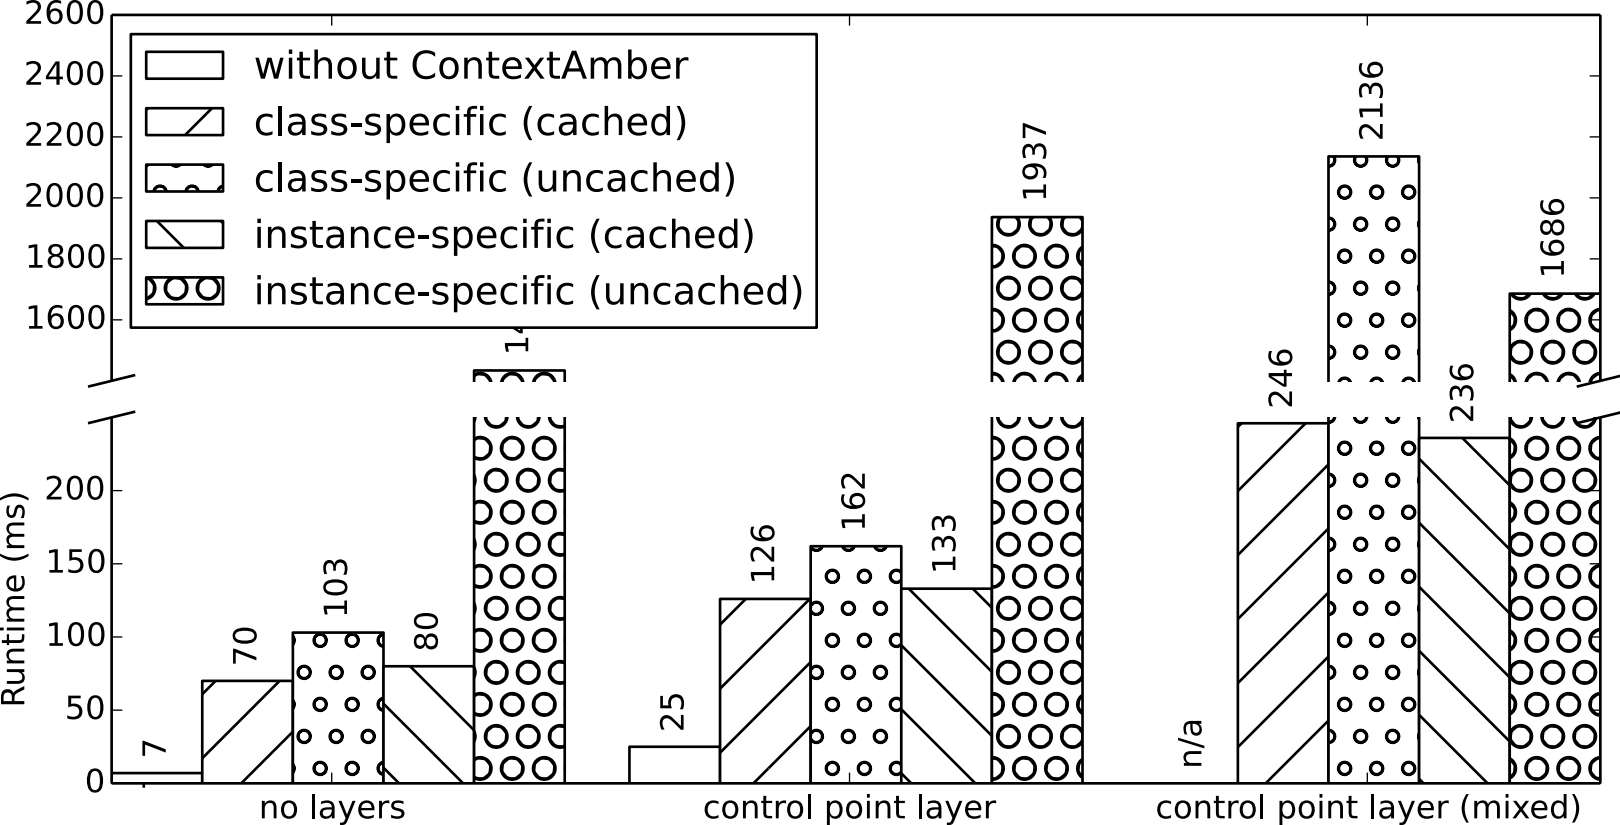 2600
2400
2200
2000
1800
1600
200
150
100
50
0
Runtime (ms)
without ContextAmber
class-specific (cached)
class-specific (uncached)
instance-specific (cached)
instance-specific (uncached)
7
70
103
80
25
126
162
133
1937
n/a
246
2136
236
1686
no layers
control point layer
control point layer (mixed)